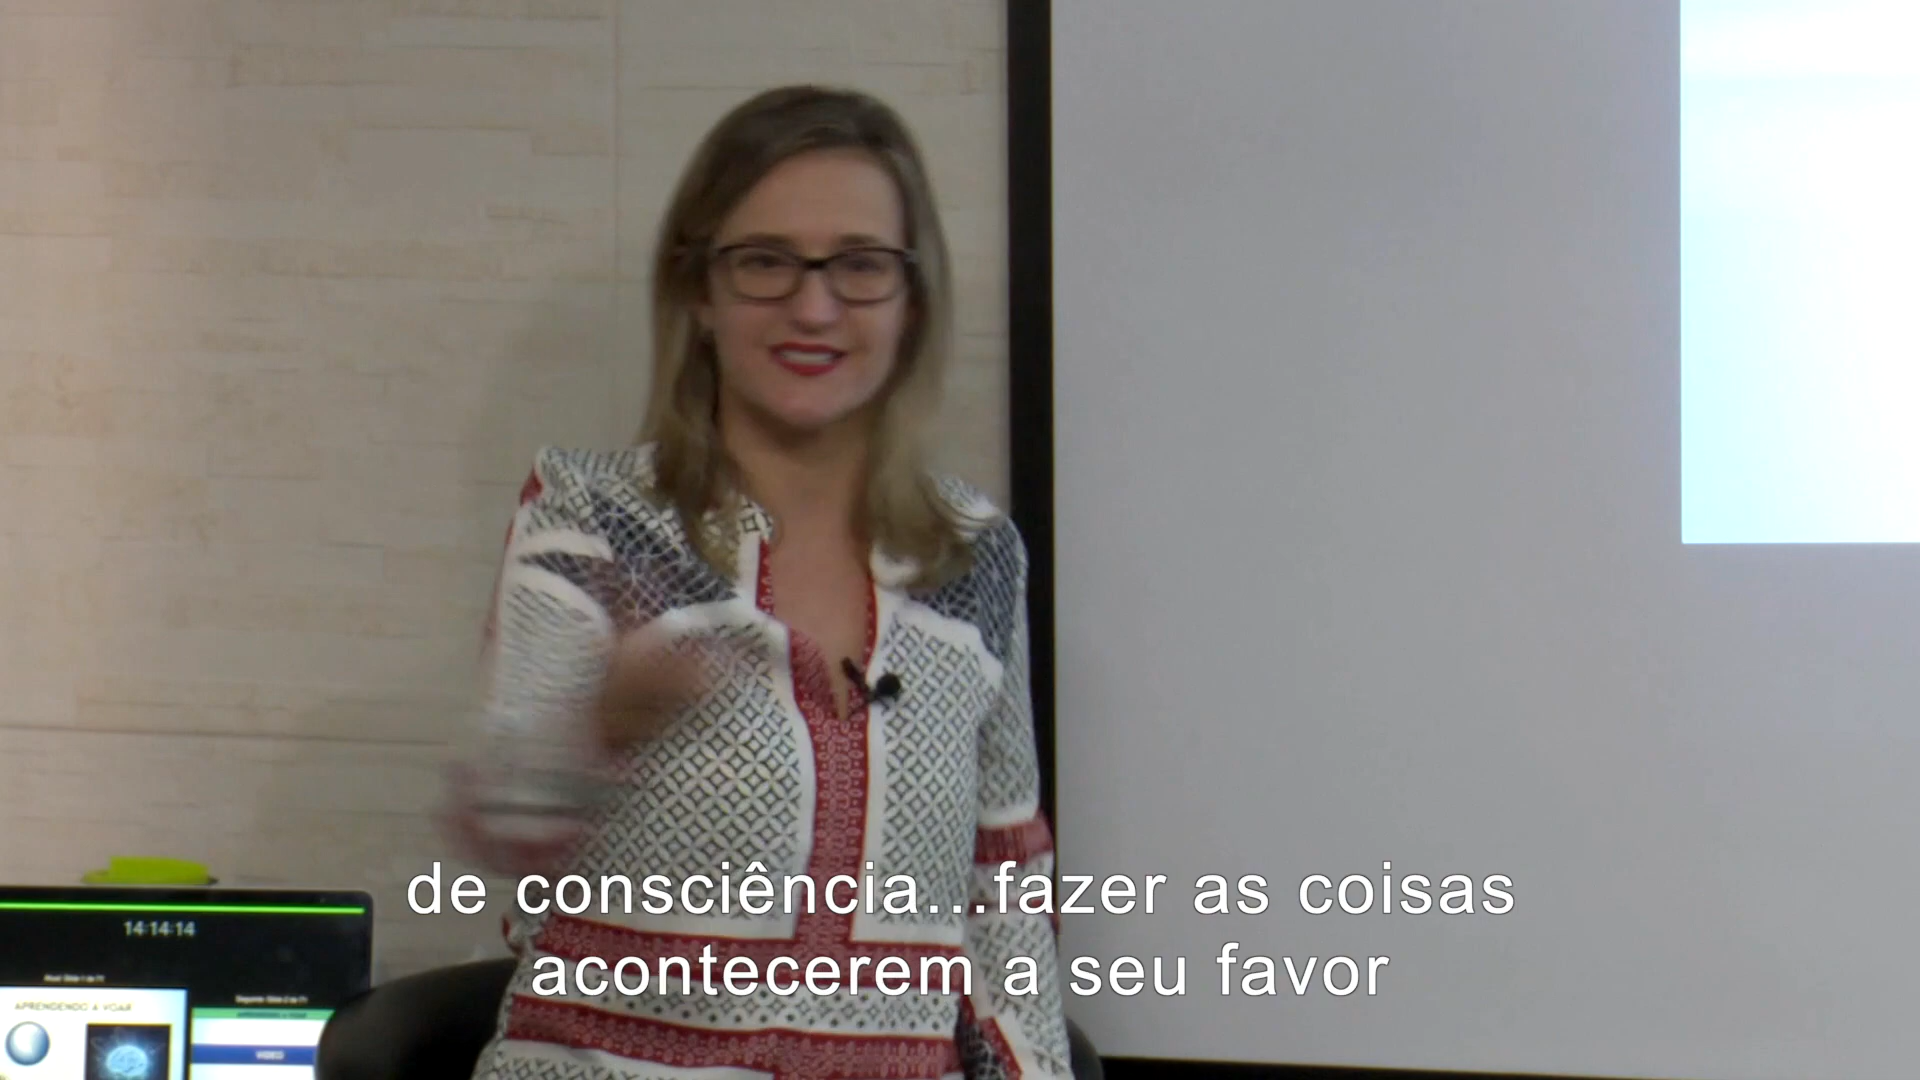 14:14:14
APRENDENDO A VOAR
VIDEO
de consciência...fazer as coisas
acontecerem a seu favor